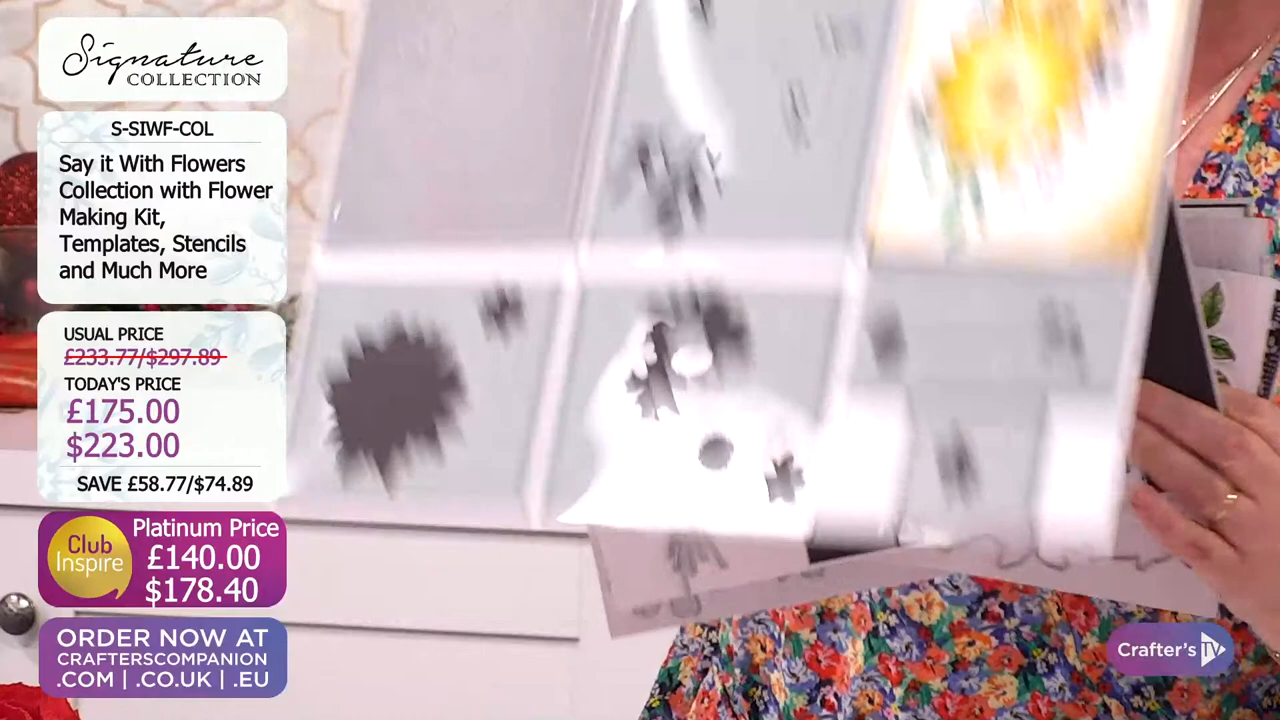 Signature
COLLECTION
S-SIWF-COL
Say it With Flowers
Collection with Flower
Making Kit,
Templates, Stencils
and Much More
USUAL PRICE
£233.77/$297.89
TODAY'S PRICE
£175.00
$223.00
SAVE £58.77/$74.89
Club
Inspire
Platinum Price
£140.00
$178.40
ORDER NOW AT
CRAFTERSCOMPANION
.COM | .CO.UK | .EU
Crafter's TV